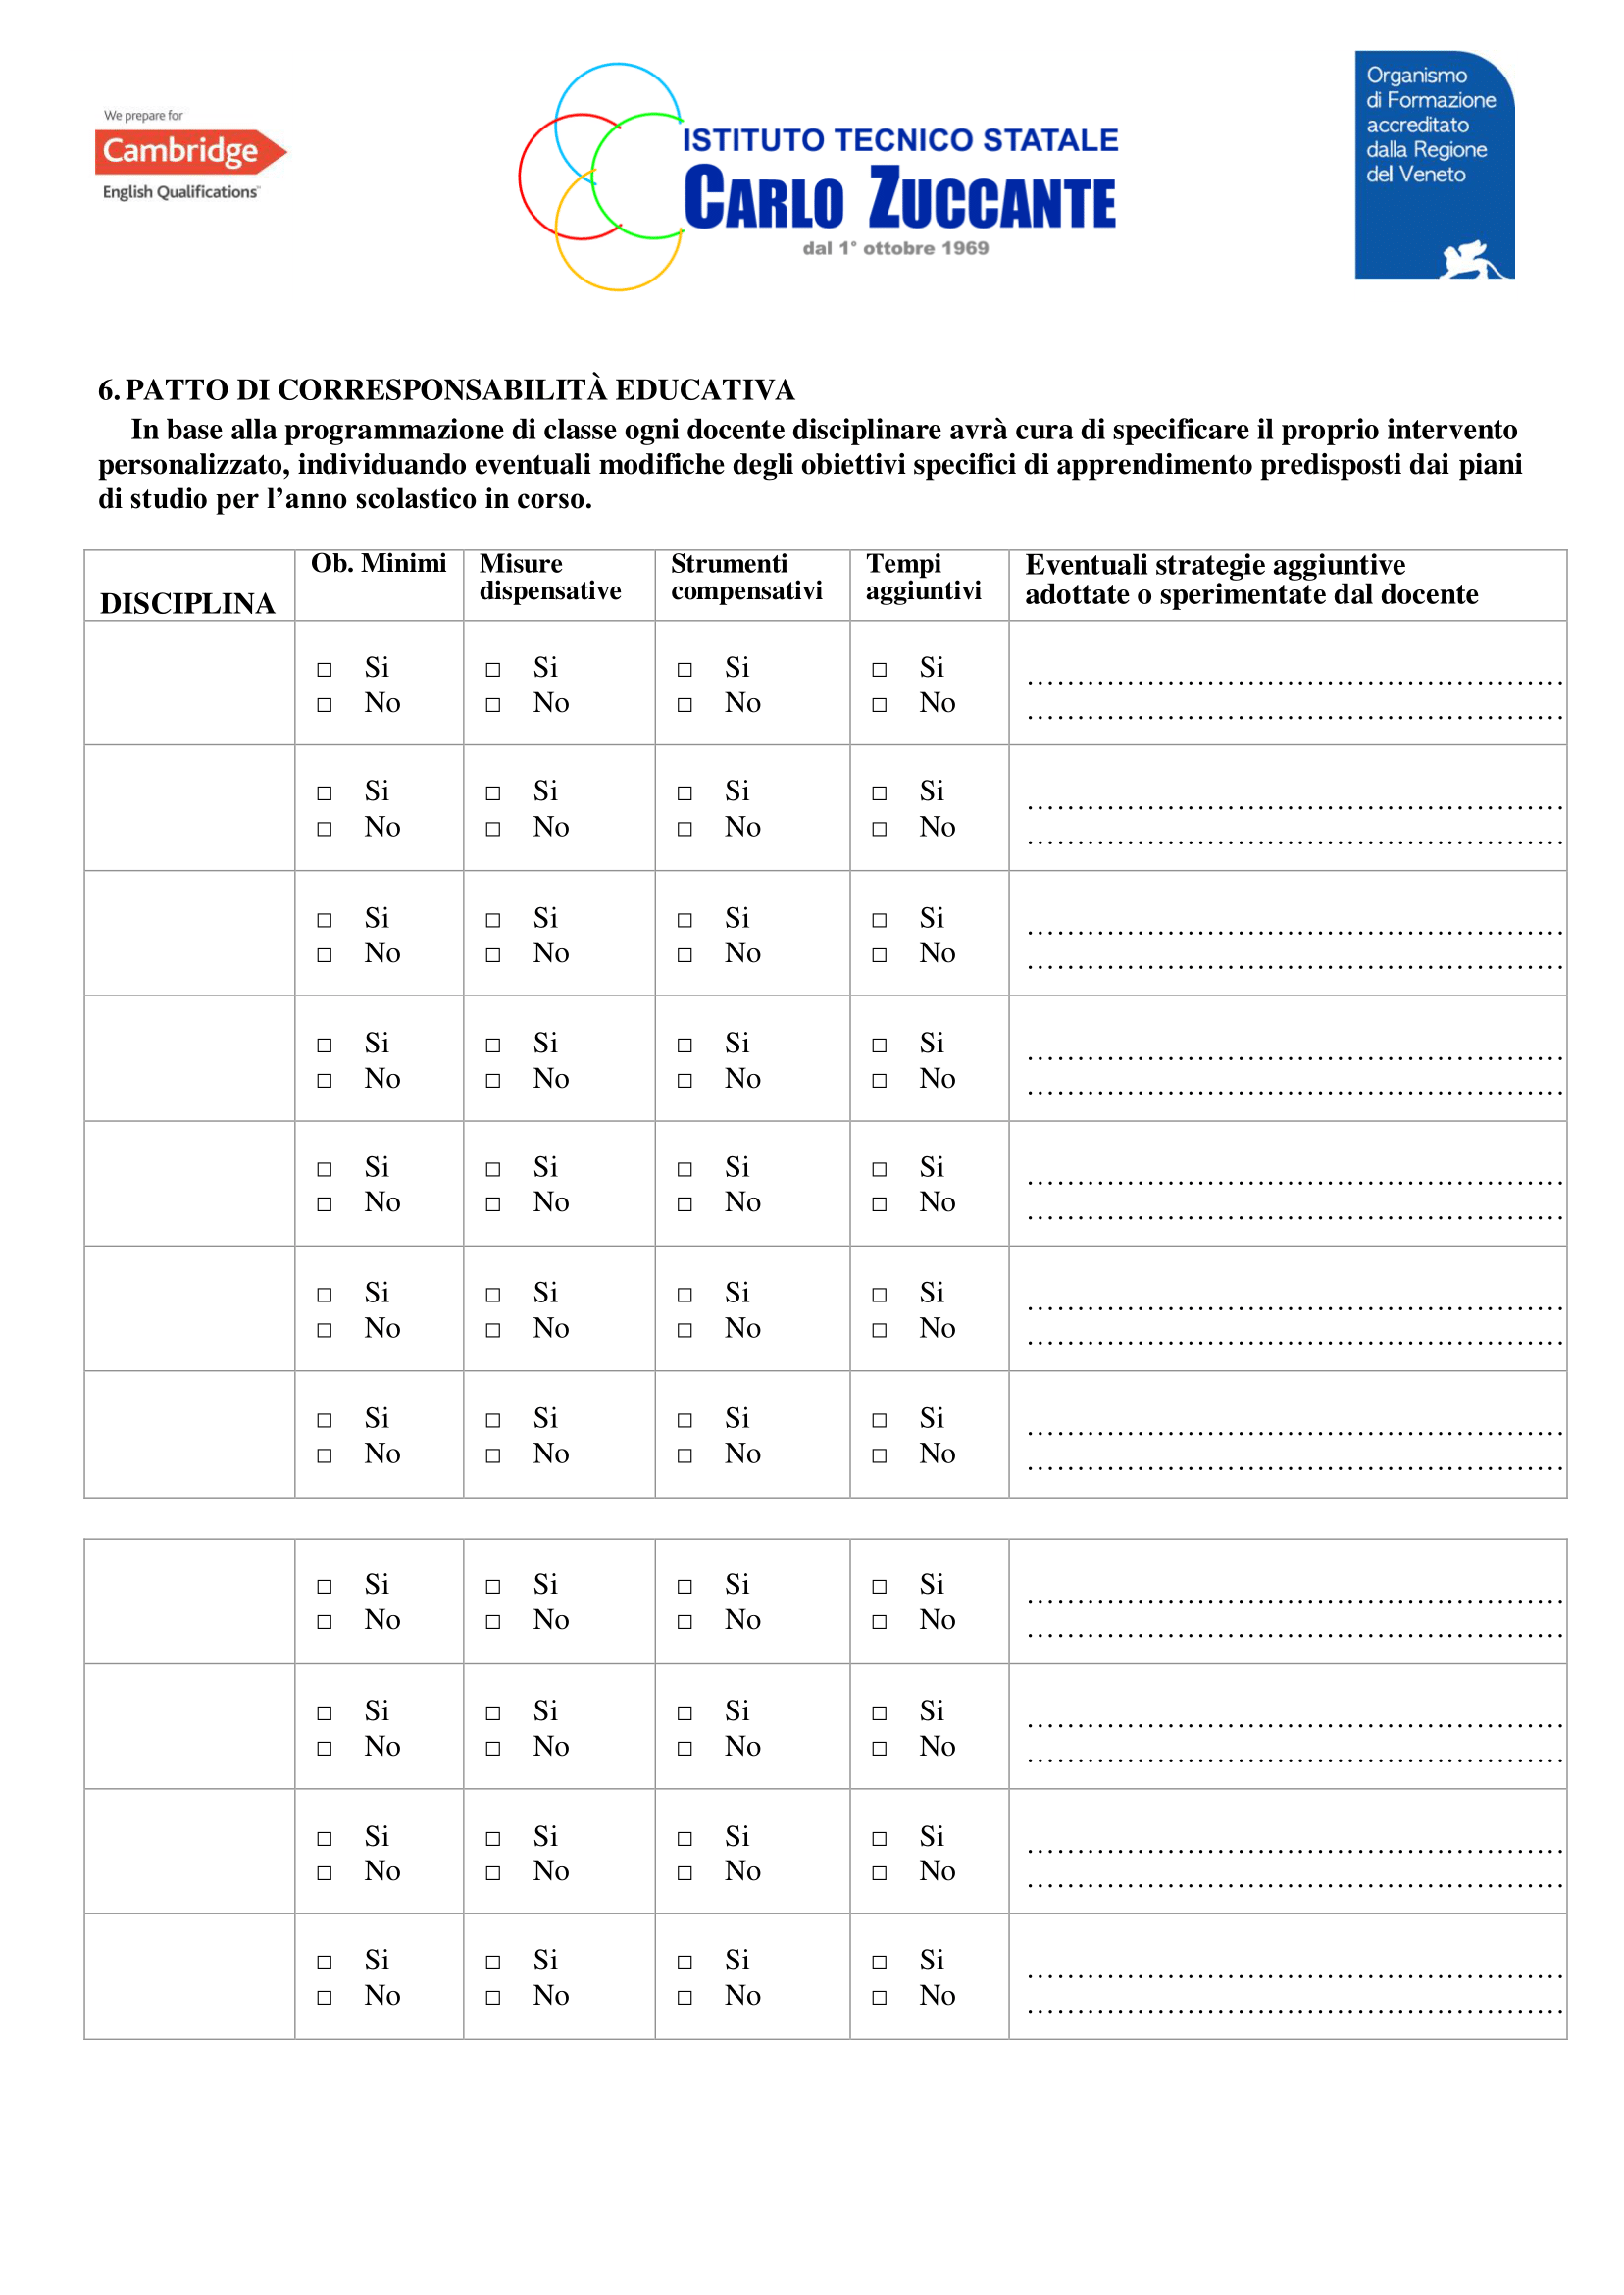 We prepare for
Cambridge
English Qualifications™
ISTITUTO TECNICO STATALE
CARLO ZUCCANTE
dal 1° ottobre 1969
Organismo
di Formazione
accreditato
dalla Regione
del Veneto
6. PATTO DI CORRESPONSABILITÀ EDUCATIVA
In base alla programmazione di classe ogni docente disciplinare avrà cura di specificare il proprio intervento
personalizzato, individuando eventuali modifiche degli obiettivi specifici di apprendimento predisposti dai piani
di studio per l’anno scolastico in corso.
DISCIPLINA
Ob. Minimi
Misure
dispensative
Strumenti
compensativi
Tempi
aggiuntivi
Eventuali strategie aggiuntive
adottate o sperimentate dal docente
□ Si □ Si □ Si □ Si ……………………………………………
□ No □ No □ No □ No ……………………………………………
□ Si □ Si □ Si □ Si ……………………………………………
□ No □ No □ No □ No ……………………………………………
□ Si □ Si □ Si □ Si ……………………………………………
□ No □ No □ No □ No ……………………………………………
□ Si □ Si □ Si □ Si ……………………………………………
□ No □ No □ No □ No ……………………………………………
□ Si □ Si □ Si □ Si ……………………………………………
□ No □ No □ No □ No ……………………………………………
□ Si □ Si □ Si □ Si ……………………………………………
□ No □ No □ No □ No ……………………………………………
□ Si □ Si □ Si □ Si ……………………………………………
□ No □ No □ No □ No ……………………………………………
□ Si □ Si □ Si □ Si ……………………………………………
□ No □ No □ No □ No ……………………………………………
□ Si □ Si □ Si □ Si ……………………………………………
□ No □ No □ No □ No ……………………………………………
□ Si □ Si □ Si □ Si ……………………………………………
□ No □ No □ No □ No ……………………………………………
□ Si □ Si □ Si □ Si ……………………………………………
□ No □ No □ No □ No ……………………………………………